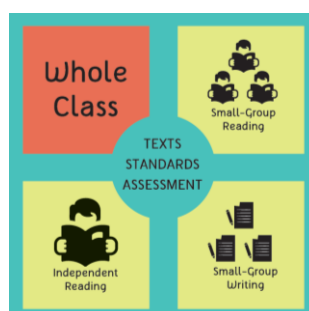 Whole
Class
Small-Group
Reading
TEXTS
STANDARDS
ASSESSMENT
Independent
Reading
Small-Group
Writing